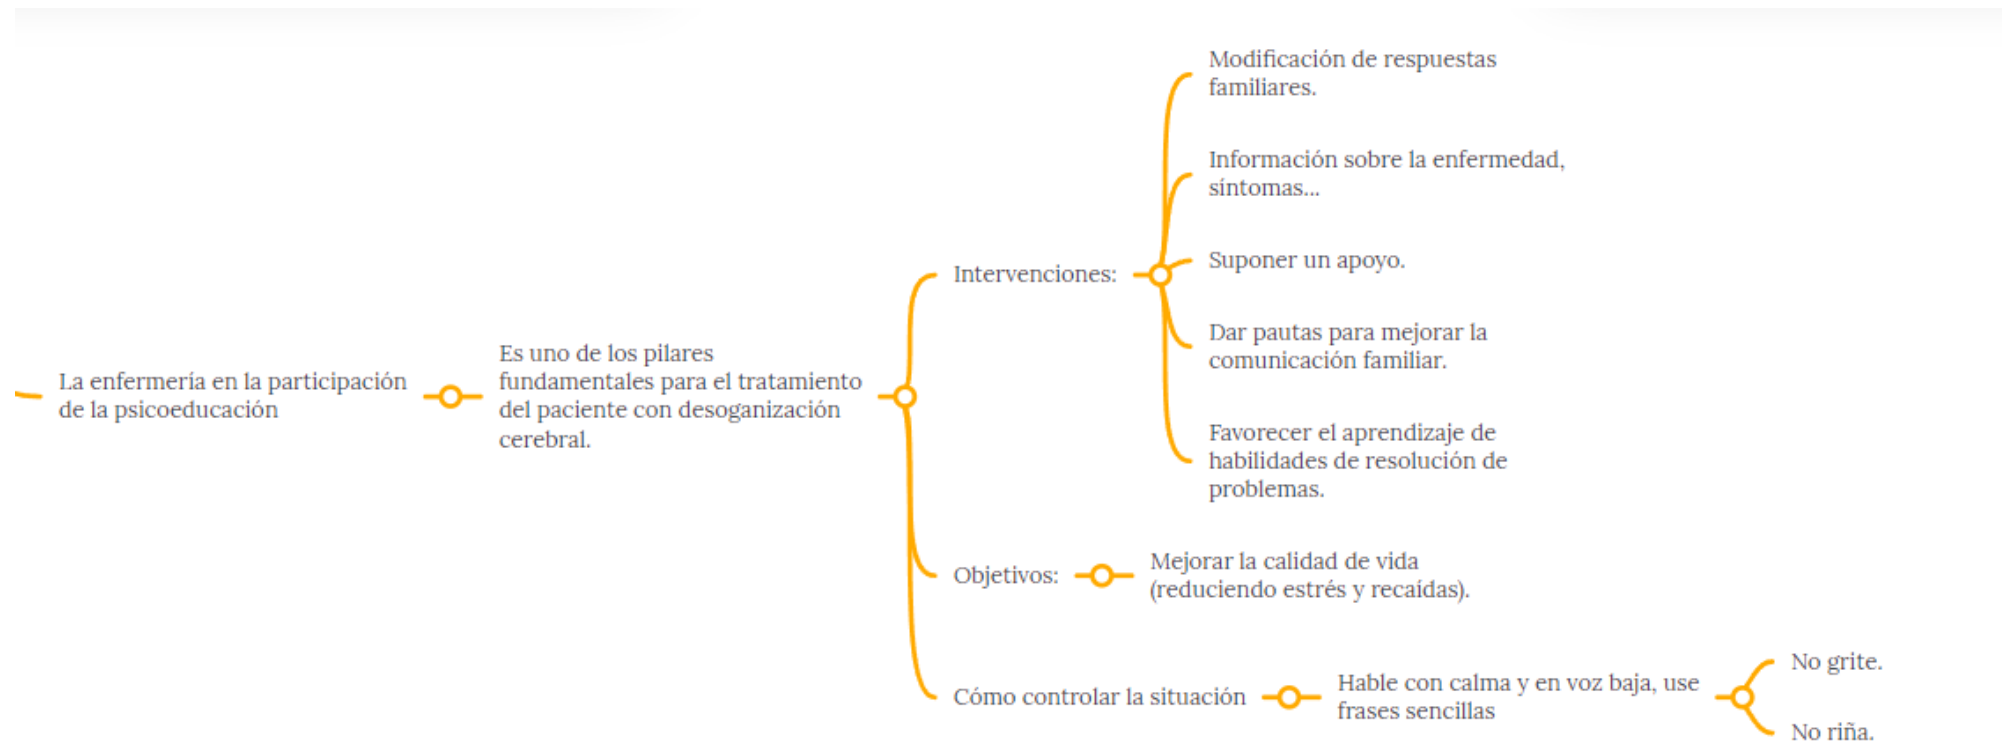 La enfermería en la participación
de la psicoeducación
Es uno de los pilares
fundamentales para el tratamiento
del paciente con desoganización
cerebral.
Intervenciones:
Modificación de respuestas
familiares.
Información sobre la enfermedad,
síntomas...
Suponer un apoyo.
Dar pautas para mejorar la
comunicación familiar.
Favorecer el aprendizaje de
habilidades de resolución de
problemas.
Objetivos:
Mejorar la calidad de vida
(reduciendo estrés y recaídas).
Cómo controlar la situación
Hable con calma y en voz baja, use
frases sencillas
No grite.
No riña.